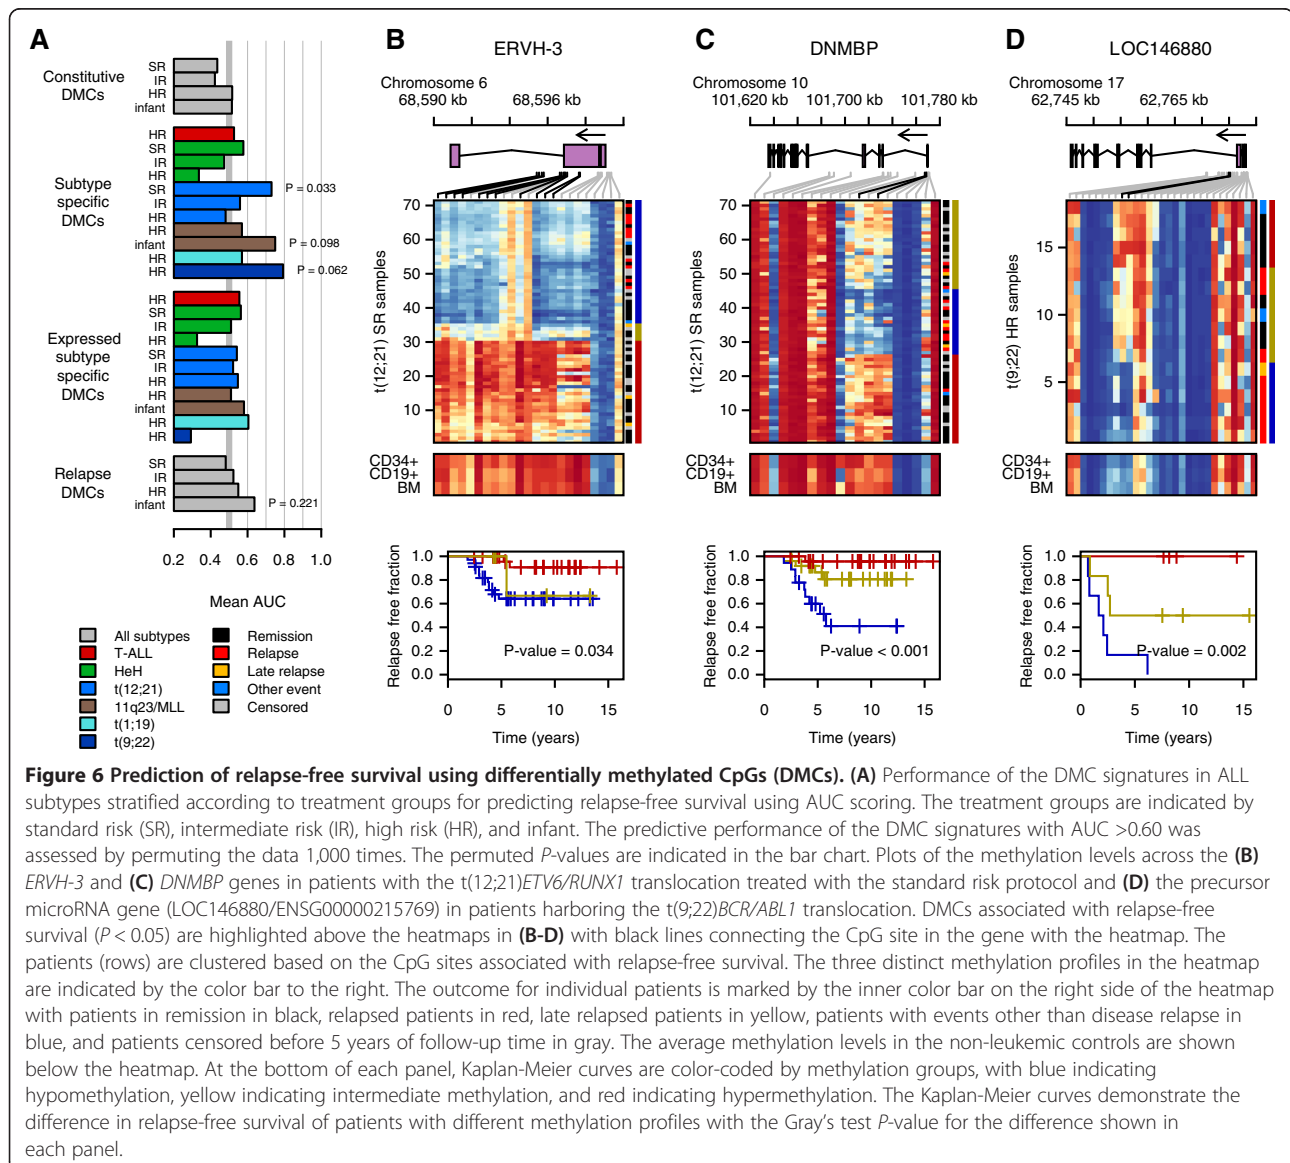 A
Constitutive
DMCs
SR
IR
HR
infant
Subtype
specific
DMCs
HR
SR
IR
HR
SR
IR
HR
HR
infant
HR
HR
P = 0.033
P = 0.098
P = 0.062
Expressed
subtype
specific
DMCs
HR
SR
IR
HR
SR
IR
HR
HR
infant
HR
HR
Relapse
DMCs
SR
IR
HR
infant
P = 0.221
0.2 0.4 0.6 0.8 1.0
Mean AUC
All subtypes
T-ALL
HeH
t(12;21)
11q23/MLL
t(1;19)
t(9;22)
Remission
Relapse
Late relapse
Other event
Censored
B
ERVH-3
Chromosome 6
68,590 kb 68,596 kb
t(12;21) SR samples
70
60
50
40
30
20
10
CD34+
CD19+
BM
Relapse free fraction
1.0
0.8
0.6
0.4
0.2
0.0
P-value = 0.034
0 5 10 15
Time (years)
C
DNMBP
Chromosome 10
101,620 kb 101,700 kb 101,780 kb
t(12;21) SR samples
70
60
50
40
30
20
10
CD34+
CD19+
BM
Relapse free fraction
1.0
0.8
0.6
0.4
0.2
0.0
P-value < 0.001
0 5 10 15
Time (years)
D
LOC146880
Chromosome 17
62,745 kb 62,765 kb
t(9;22) HR samples
15
10
5
CD34+
CD19+
BM
Relapse free fraction
1.0
0.8
0.6
0.4
0.2
0.0
P-value = 0.002
0 5 10 15
Time (years)
Figure 6 Prediction of relapse-free survival using differentially methylated CpGs (DMCs). (A) Performance of the DMC signatures in ALL
subtypes stratified according to treatment groups for predicting relapse-free survival using AUC scoring. The treatment groups are indicated by
standard risk (SR), intermediate risk (IR), high risk (HR), and infant. The predictive performance of the DMC signatures with AUC >0.60 was
assessed by permuting the data 1,000 times. The permuted P-values are indicated in the bar chart. Plots of the methylation levels across the (B)
ERVH-3 and (C) DNMBP genes in patients with the t(12;21)ETV6/RUNX1 translocation treated with the standard risk protocol and (D) the precursor
microRNA gene (LOC146880/ENSG00000215769) in patients harboring the t(9;22)BCR/ABL1 translocation. DMCs associated with relapse-free
survival (P < 0.05) are highlighted above the heatmaps in (B-D) with black lines connecting the CpG site in the gene with the heatmap. The
patients (rows) are clustered based on the CpG sites associated with relapse-free survival. The three distinct methylation profiles in the heatmap
are indicated by the color bar to the right. The outcome for individual patients is marked by the inner color bar on the right side of the heatmap
with patients in remission in black, relapsed patients in red, late relapsed patients in yellow, patients with events other than disease relapse in
blue, and patients censored before 5 years of follow-up time in gray. The average methylation levels in the non-leukemic controls are shown
below the heatmap. At the bottom of each panel, Kaplan-Meier curves are color-coded by methylation groups, with blue indicating
hypomethylation, yellow indicating intermediate methylation, and red indicating hypermethylation. The Kaplan-Meier curves demonstrate the
difference in relapse-free survival of patients with different methylation profiles with the Gray's test P-value for the difference shown in
each panel.